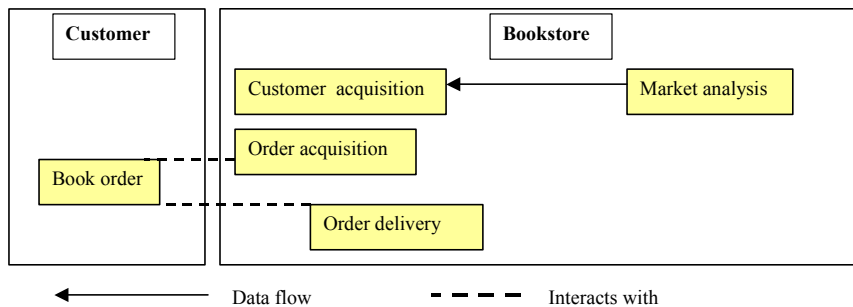 Customer
Bookstore
Customer acquisition
Market analysis
Order acquisition
Book order
Order delivery
Data flow
Interacts with